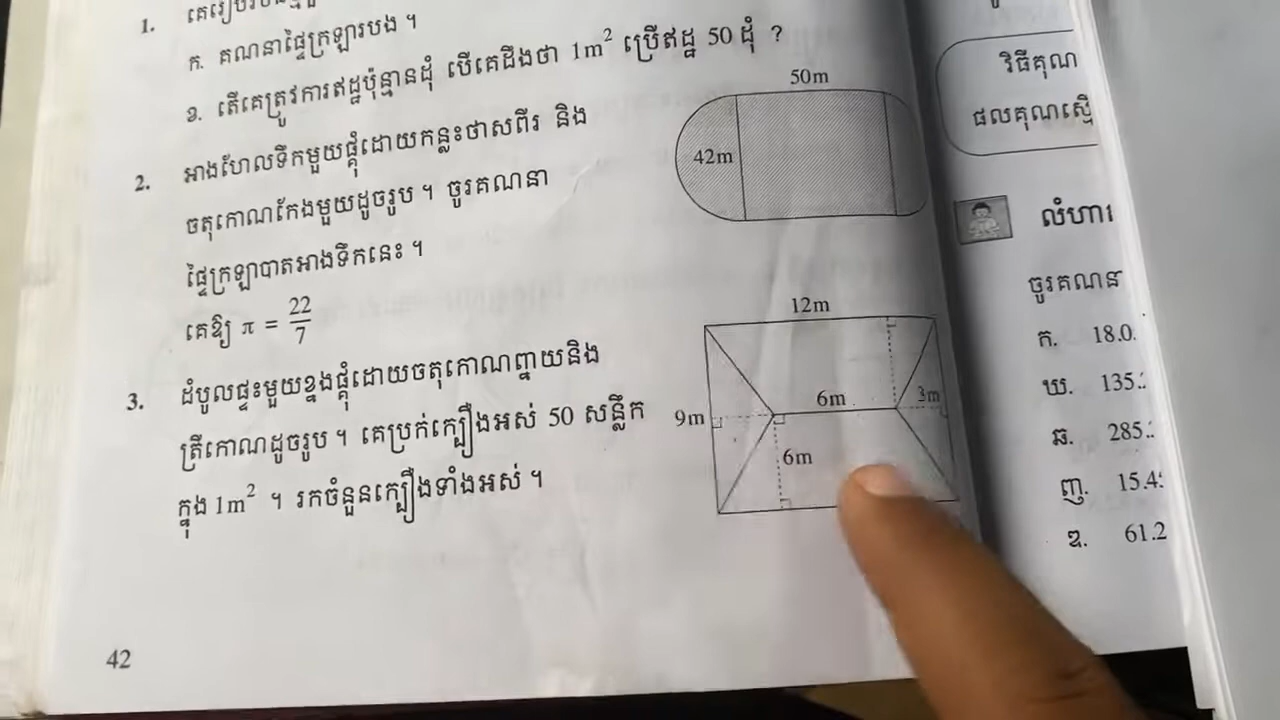 1.
ក. គណនាផ្ទៃក្រឡារបង ។
ខ. តើគេត្រូវការឥដ្ឋប៉ុន្មានដុំ បើគេដឹងថា 1m² ប្រើឥដ្ឋ 50 ដុំ ?
2. អាងហែលទឹកមួយផ្គុំដោយកន្លះថាសពីរ និង
ចតុកោណកែងមួយដូចរូប ។ ចូរគណនា
ផ្ទៃក្រឡាបាតអាងទឹកនេះ ។
គេឱ្យ π = 22/7
50m
42m
3. ដំបូលផ្ទះមួយខ្នងផ្គុំដោយចតុកោណព្នាយនិង
ត្រីកោណដូចរូប ។ គេប្រក់ក្បឿងអស់ 50 សន្លឹក
ក្នុង 1m² ។ រកចំនួនក្បឿងទាំងអស់ ។
12m
6m
3m
9m
6m
42
វិធីគុណ
ផលគុណស្មើ
លំហាត
ចូរគណន
ក. 18.0
ឃ. 135.
ឆ. 285.
ញ. 15.4
ឌ. 61.2